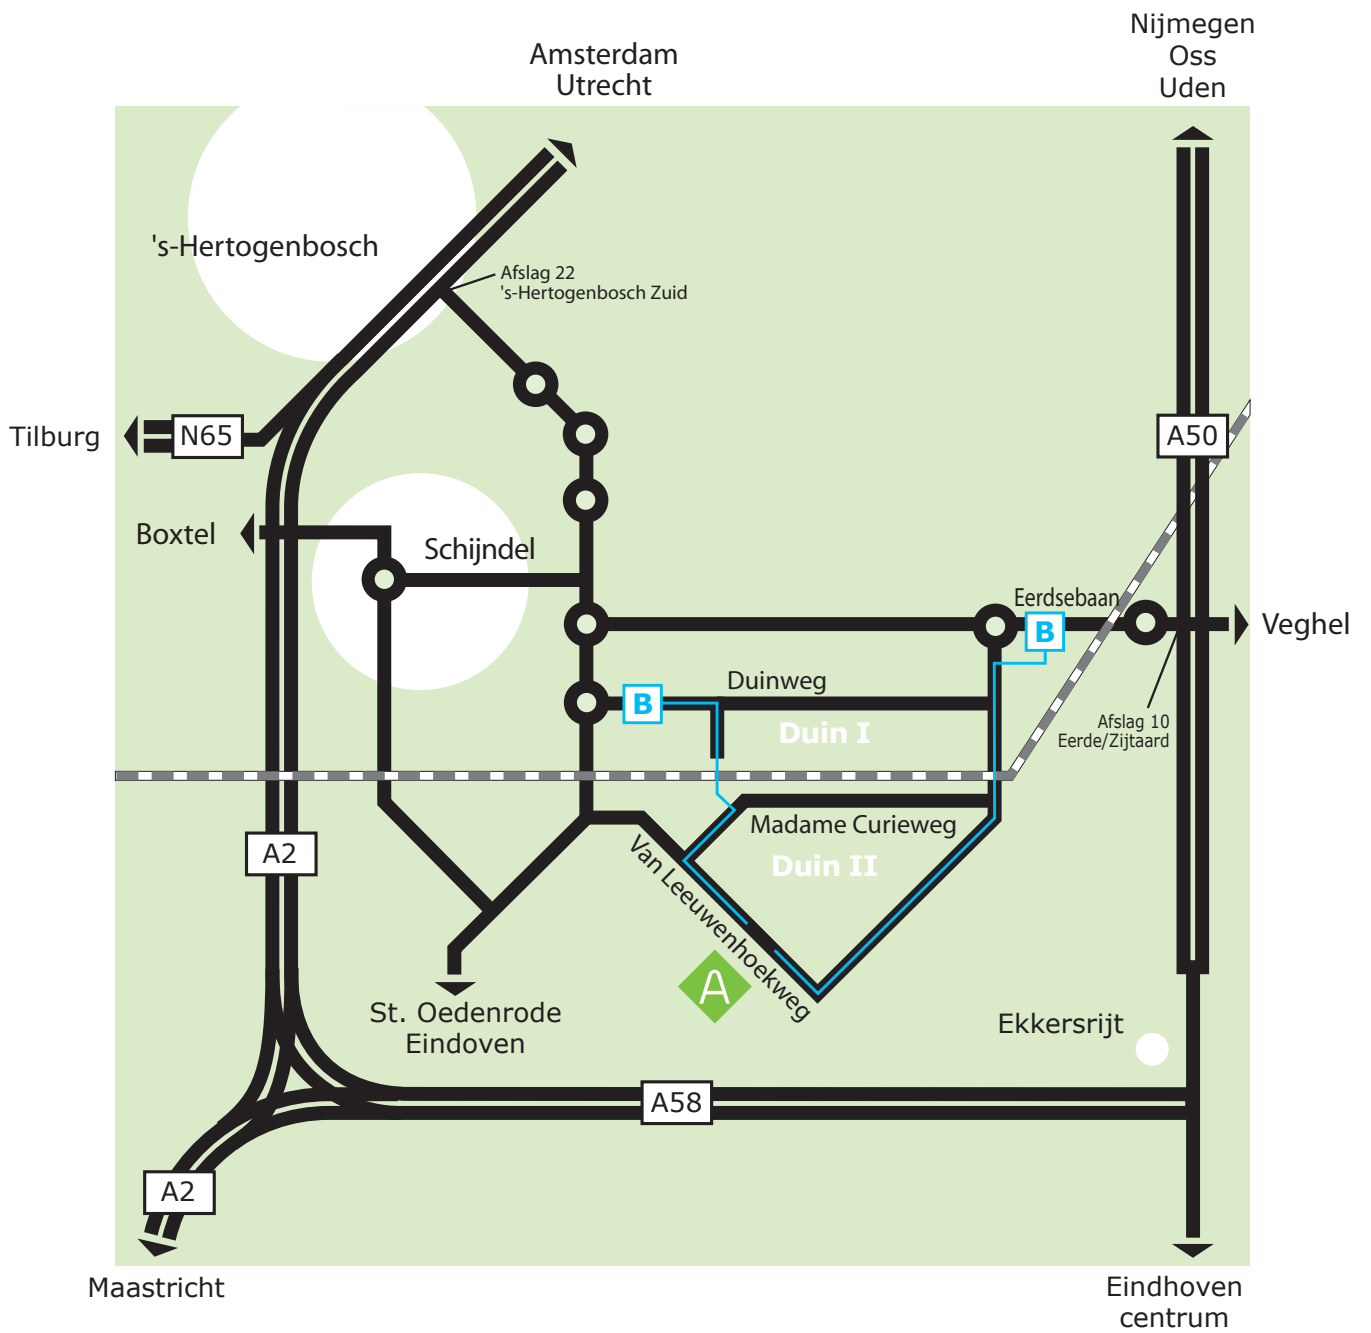 Nijmegen
Oss
Uden
Amsterdam
Utrecht
's-Hertogenbosch
Afslag 22
's-Hertogenbosch Zuid
Tilburg
N65
A50
Boxtel
Schijndel
Eerdsebaan
B
Veghel
Duinweg
B
Duin I
Afslag 10
Eerde/Zijtaard
Madame Curieweg
A2
Duin II
Van Leeuwenhoekweg
A
St. Oedenrode
Eindoven
Ekkersrijt
A58
A2
Maastricht
Eindhoven
centrum